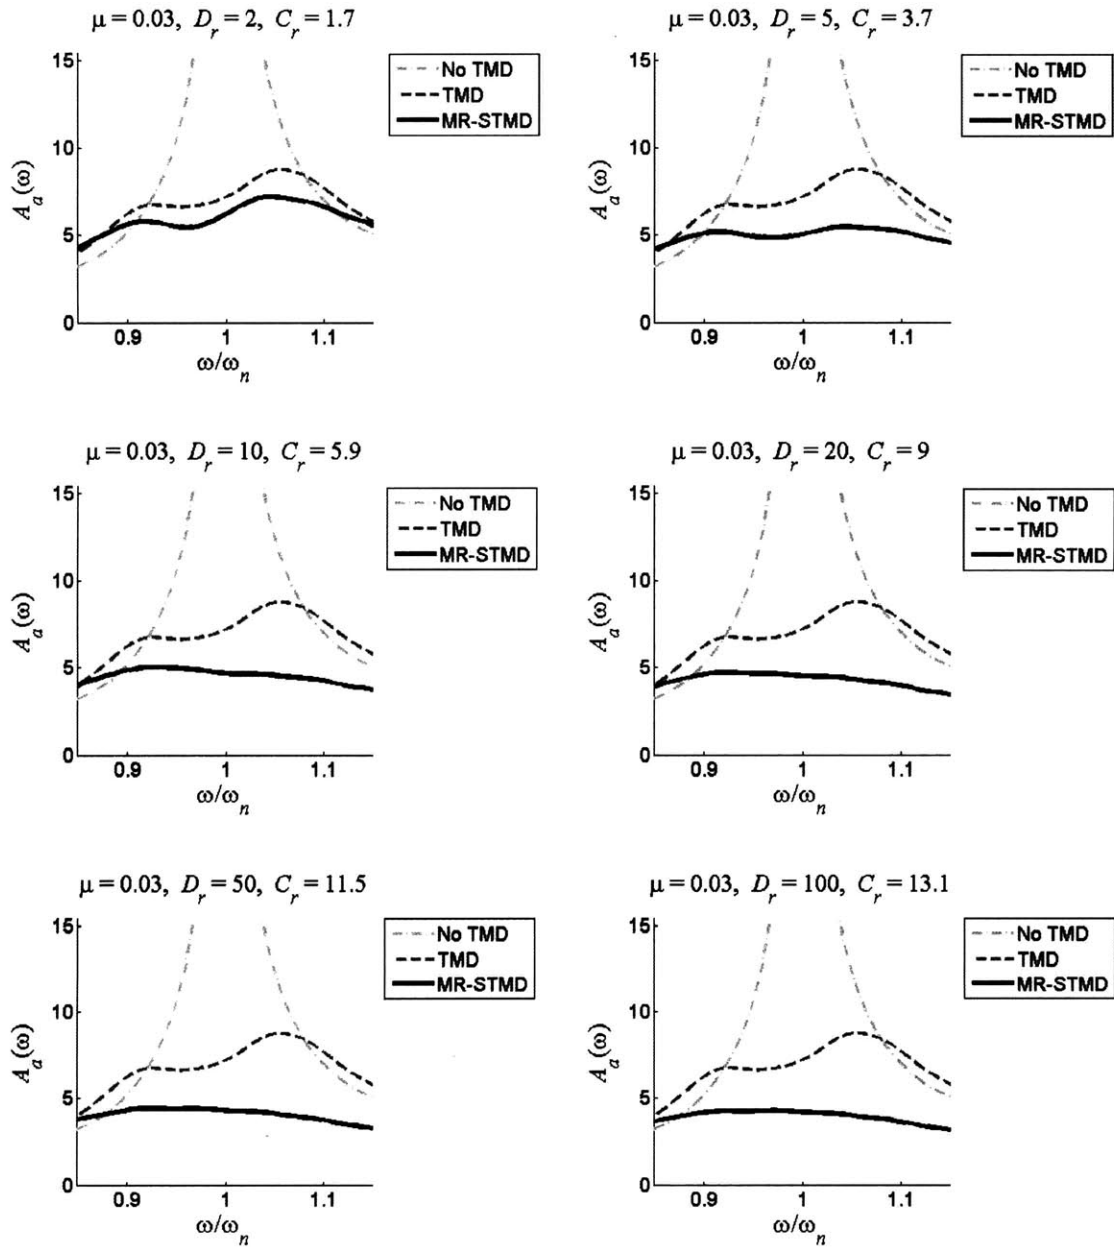 μ = 0.03, D_r = 2, C_r = 1.7
15
10
5
0
A_a(ω)
0.9 1 1.1
ω/ω_n
No TMD
TMD
MR-STMD
μ = 0.03, D_r = 5, C_r = 3.7
15
10
5
0
A_a(ω)
0.9 1 1.1
ω/ω_n
No TMD
TMD
MR-STMD
μ = 0.03, D_r = 10, C_r = 5.9
15
10
5
0
A_a(ω)
0.9 1 1.1
ω/ω_n
No TMD
TMD
MR-STMD
μ = 0.03, D_r = 20, C_r = 9
15
10
5
0
A_a(ω)
0.9 1 1.1
ω/ω_n
No TMD
TMD
MR-STMD
μ = 0.03, D_r = 50, C_r = 11.5
15
10
5
0
A_a(ω)
0.9 1 1.1
ω/ω_n
No TMD
TMD
MR-STMD
μ = 0.03, D_r = 100, C_r = 13.1
15
10
5
0
A_a(ω)
0.9 1 1.1
ω/ω_n
No TMD
TMD
MR-STMD